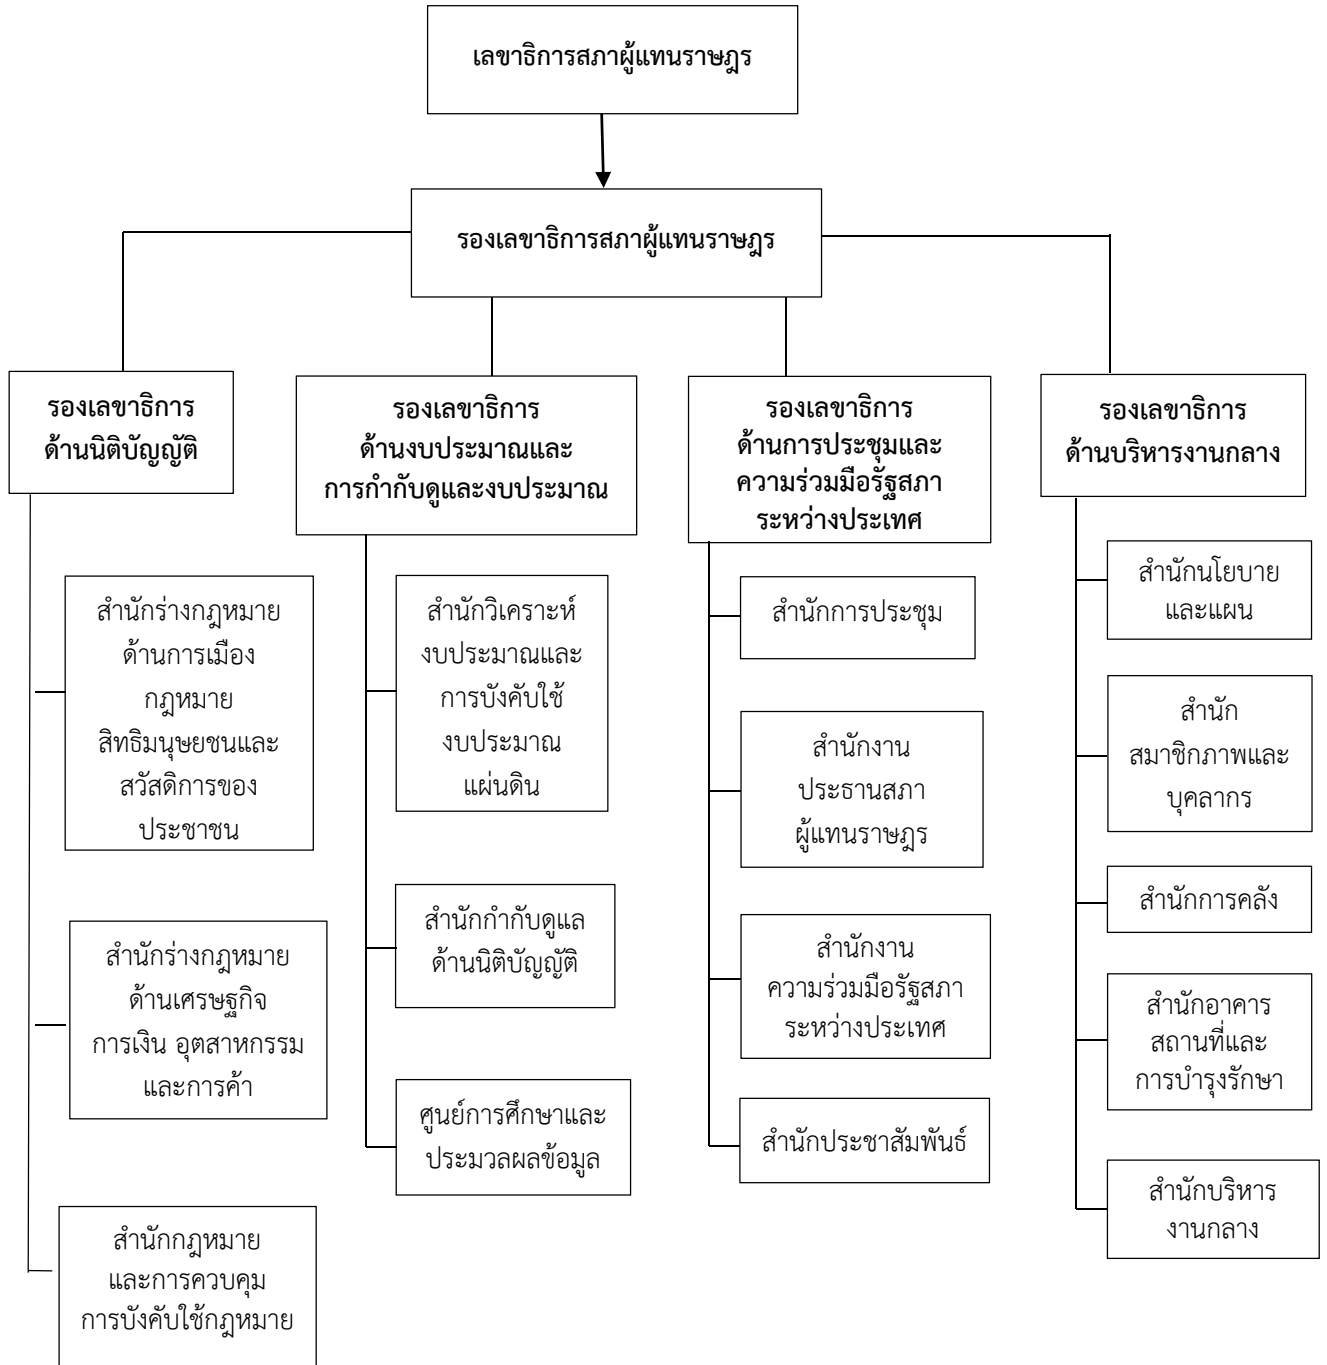 เลขาธิการสภาผู้แทนราษฎร
รองเลขาธิการสภาผู้แทนราษฎร
รองเลขาธิการ
ด้านนิติบัญญัติ
สำนักร่างกฎหมาย
ด้านการเมือง
กฎหมาย
สิทธิมนุษยชนและ
สวัสดิการของ
ประชาชน
สำนักร่างกฎหมาย
ด้านเศรษฐกิจ
การเงิน อุตสาหกรรม
และการค้า
สำนักกฎหมาย
และการควบคุม
การบังคับใช้กฎหมาย
รองเลขาธิการ
ด้านงบประมาณและ
การกำกับดูและงบประมาณ
สำนักวิเคราะห์
งบประมาณและ
การบังคับใช้
งบประมาณ
แผ่นดิน
สำนักกำกับดูแล
ด้านนิติบัญญัติ
ศูนย์การศึกษาและ
ประมวลผลข้อมูล
รองเลขาธิการ
ด้านการประชุมและ
ความร่วมมือรัฐสภา
ระหว่างประเทศ
สำนักการประชุม
สำนักงาน
ประธานสภา
ผู้แทนราษฎร
สำนักงาน
ความร่วมมือรัฐสภา
ระหว่างประเทศ
สำนักประชาสัมพันธ์
รองเลขาธิการ
ด้านบริหารงานกลาง
สำนักนโยบาย
และแผน
สำนัก
สมาชิกภาพและ
บุคลากร
สำนักการคลัง
สำนักอาคาร
สถานที่และ
การบำรุงรักษา
สำนักบริหาร
งานกลาง